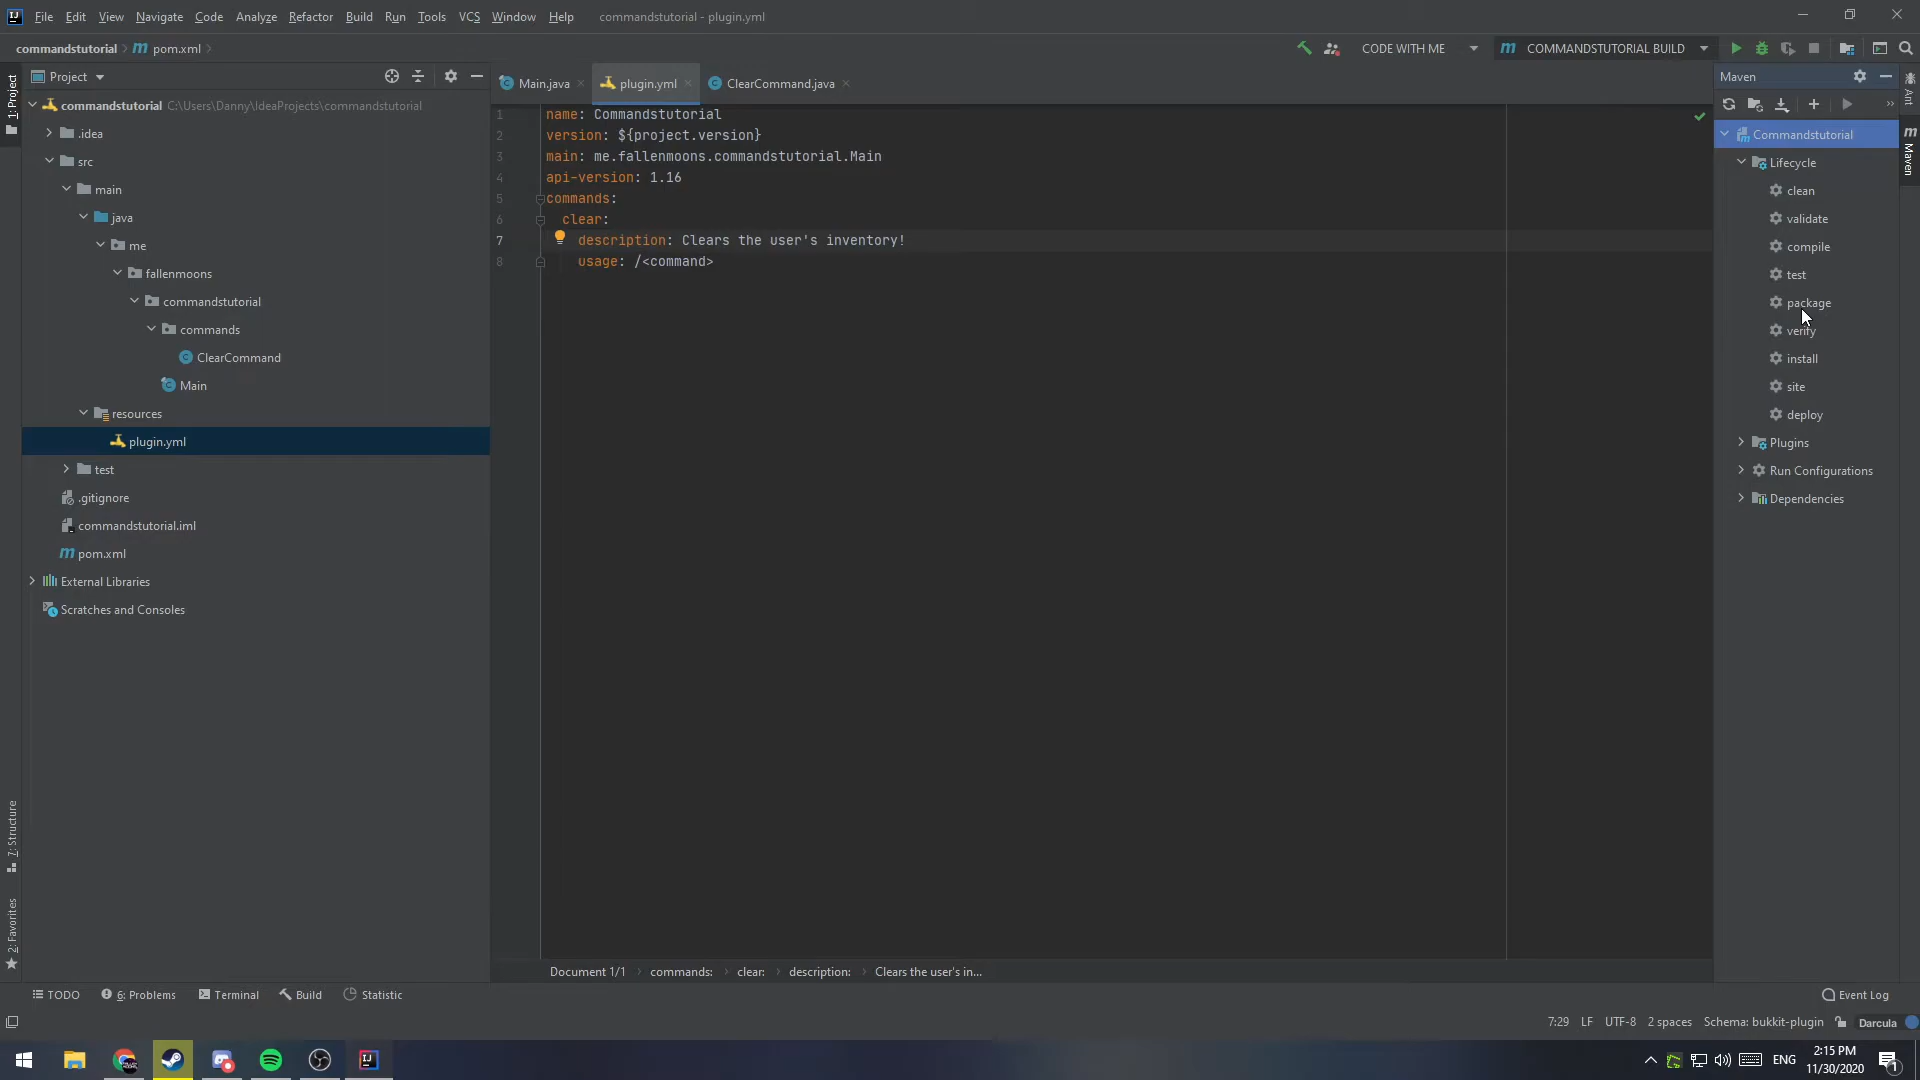 File Edit View Navigate Code Analyze Refactor Build Run Tools VCS Window Help commandstutorial - plugin.yml
commandstutorial pom.xml CODE WITH ME COMMANDSTUTORIAL BUILD
Project
commandstutorial C:\Users\Danny\IdeaProjects\commandstutorial
.idea
src
main
java
me
fallenmoons
commandstutorial
commands
ClearCommand
Main
resources
plugin.yml
test
.gitignore
commandstutorial.iml
pom.xml
External Libraries
Scratches and Consoles
1: Project
7: Structure
2: Favorites
Main.java plugin.yml ClearCommand.java
1 name: Commandstutorial
2 version: ${project.version}
3 main: me.fallenmoons.commandstutorial.Main
4 api-version: 1.16
5 commands:
6 clear:
7 description: Clears the user's inventory!
8 usage: /<command>
Document 1/1 commands: clear: description: Clears the user's in...
Maven
Commandstutorial
Lifecycle
clean
validate
compile
test
package
verify
install
site
deploy
Plugins
Run Configurations
Dependencies
Ant
Maven
TODO 6: Problems Terminal Build Statistic Event Log
7:29 LF UTF-8 2 spaces Schema: bukkit-plugin Darcula
ENG 2:15 PM
11/30/2020
1